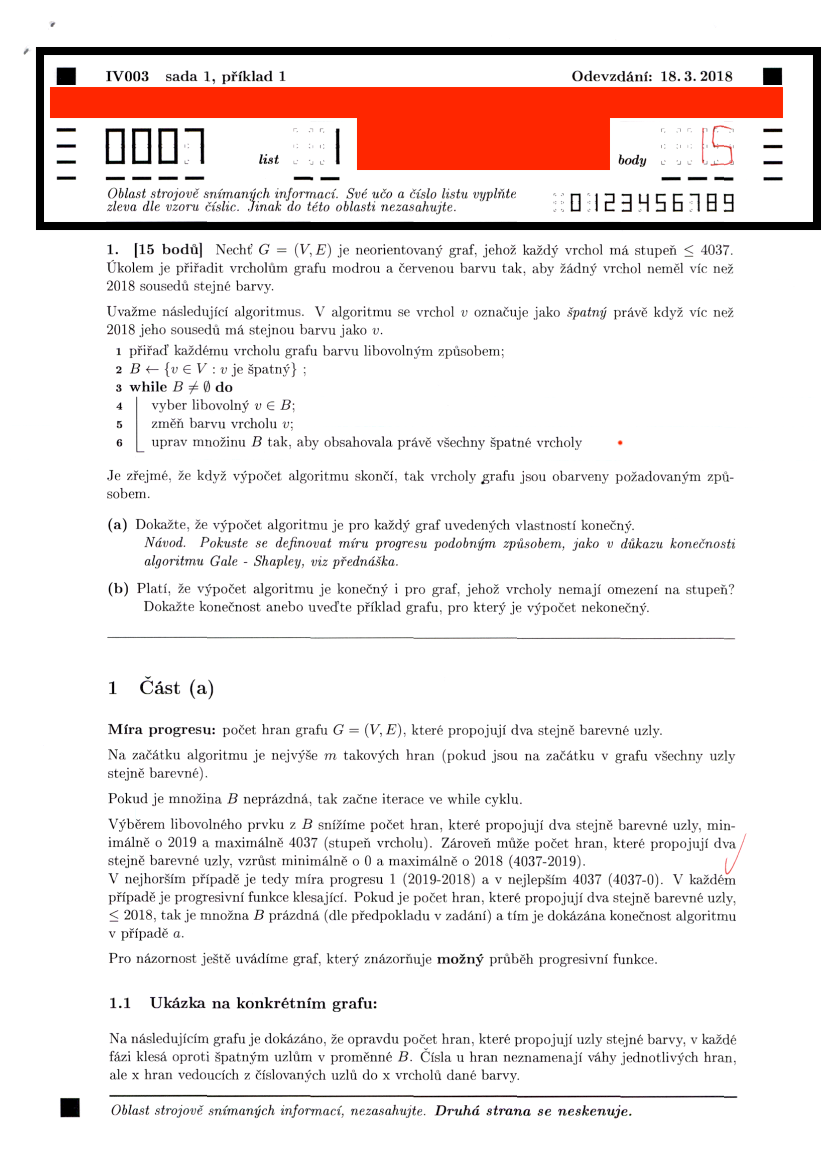 IV003 sada 1, příklad 1 Odevzdání: 18. 3. 2018
0007 list 1 body 15
Oblast strojově snímaných informací. Své učo a číslo listu vyplňte
zleva dle vzoru číslic. Jinak do této oblasti nezasahujte.
0123456789
1. [15 bodů] Nechť G = (V, E) je neorientovaný graf, jehož každý vrchol má stupeň ≤ 4037.
Úkolem je přiřadit vrcholům grafu modrou a červenou barvu tak, aby žádný vrchol neměl víc než
2018 sousedů stejné barvy.
Uvažme následující algoritmus. V algoritmu se vrchol v označuje jako špatný právě když víc než
2018 jeho sousedů má stejnou barvu jako v.
1 přiřaď každému vrcholu grafu barvu libovolným způsobem;
2 B ← {v ∈ V : v je špatný} ;
3 while B ≠ ∅ do
4 vyber libovolný v ∈ B;
5 změň barvu vrcholu v;
6 uprav množinu B tak, aby obsahovala právě všechny špatné vrcholy
Je zřejmé, že když výpočet algoritmu skončí, tak vrcholy grafu jsou obarveny požadovaným způ-
sobem.
(a) Dokažte, že výpočet algoritmu je pro každý graf uvedených vlastností konečný.
Návod. Pokuste se definovat míru progresu podobným způsobem, jako v důkazu konečnosti
algoritmu Gale - Shapley, viz přednáška.
(b) Platí, že výpočet algoritmu je konečný i pro graf, jehož vrcholy nemají omezení na stupeň?
Dokažte konečnost anebo uveďte příklad grafu, pro který je výpočet nekonečný.
1 Část (a)
Míra progresu: počet hran grafu G = (V, E), které propojují dva stejně barevné uzly.
Na začátku algoritmu je nejvýše m takových hran (pokud jsou na začátku v grafu všechny uzly
stejně barevné).
Pokud je množina B neprázdná, tak začne iterace ve while cyklu.
Výběrem libovolného prvku z B snížíme počet hran, které propojují dva stejně barevné uzly, min-
imálně o 2019 a maximálně 4037 (stupeň vrcholu). Zároveň může počet hran, které propojují dva
stejně barevné uzly, vzrůst minimálně o 0 a maximálně o 2018 (4037-2019).
V nejhorším případě je tedy míra progresu 1 (2019-2018) a v nejlepším 4037 (4037-0). V každém
případě je progresivní funkce klesající. Pokud je počet hran, které propojují dva stejně barevné uzly,
≤ 2018, tak je množna B prázdná (dle předpokladu v zadání) a tím je dokázána konečnost algoritmu
v případě a.
Pro názornost ještě uvádíme graf, který znázorňuje možný průběh progresivní funkce.
1.1 Ukázka na konkrétním grafu:
Na následujícím grafu je dokázáno, že opravdu počet hran, které propojují uzly stejné barvy, v každé
fázi klesá oproti špatným uzlům v proměnné B. Čísla u hran neznamenají váhy jednotlivých hran,
ale x hran vedoucích z číslovaných uzlů do x vrcholů dané barvy.
Oblast strojově snímaných informací, nezasahujte. Druhá strana se neskenuje.